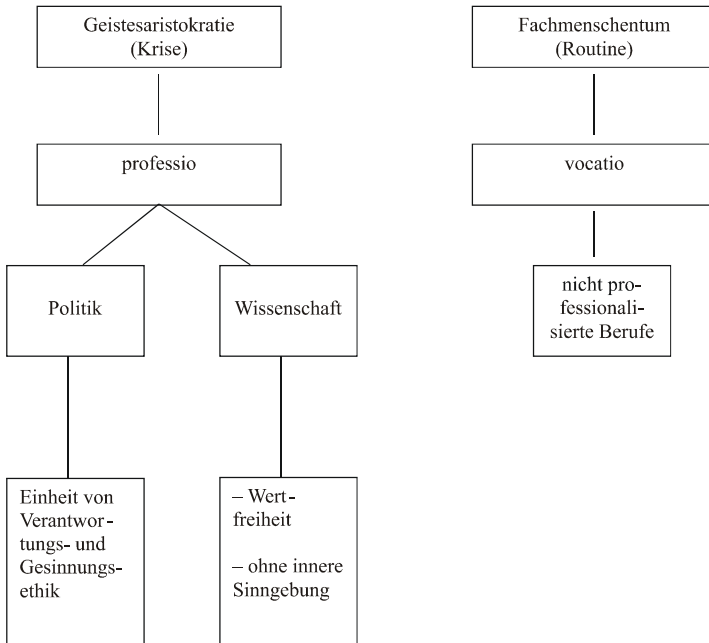 Geistesaristokratie
(Krise)
Fachmenschentum
(Routine)
professio
vocatio
Politik
Wissenschaft
nicht pro-
fessionali-
sierte Berufe
Einheit von
Verantwor-
tungs- und
Gesinnungs-
ethik
– Wert-
freiheit
– ohne innere
Sinngebung